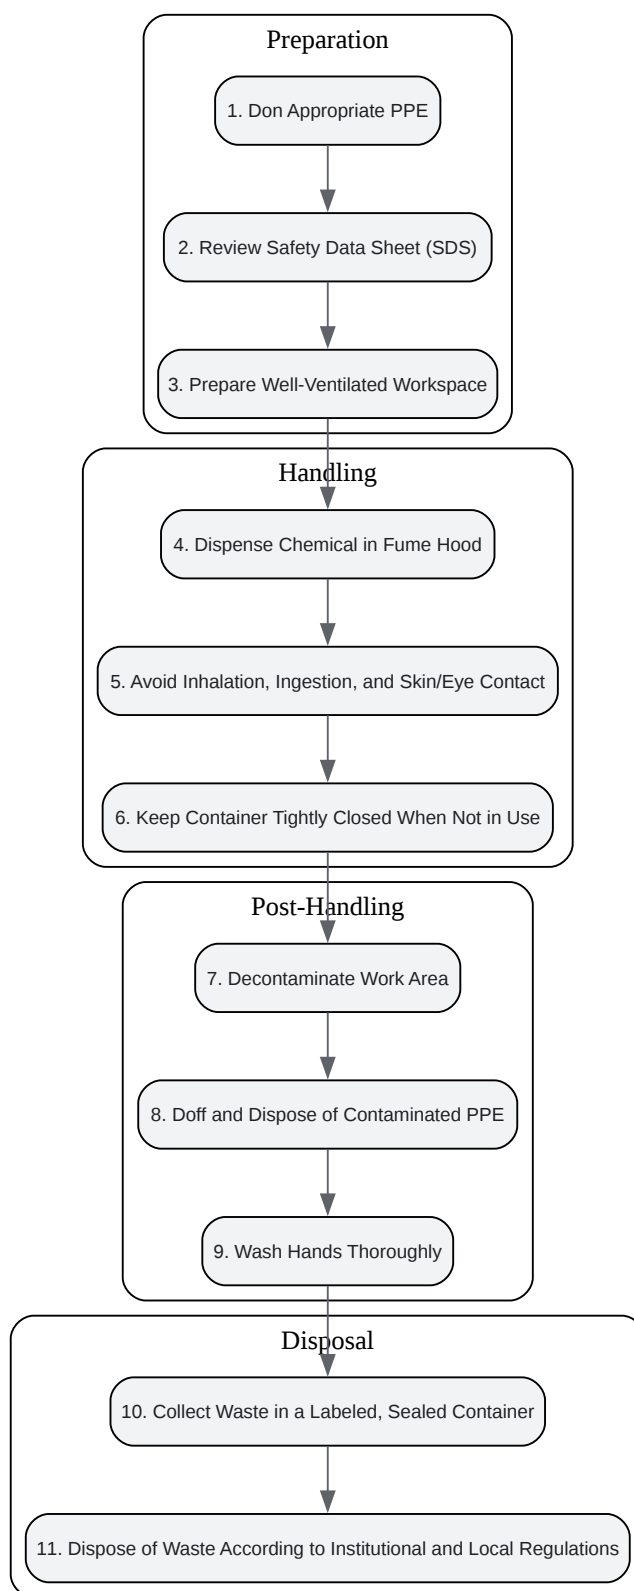 Preparation
1. Don Appropriate PPE
2. Review Safety Data Sheet (SDS)
3. Prepare Well-Ventilated Workspace
Handling
4. Dispense Chemical in Fume Hood
5. Avoid Inhalation, Ingestion, and Skin/Eye Contact
6. Keep Container Tightly Closed When Not in Use
Post-Handling
7. Decontaminate Work Area
8. Doff and Dispose of Contaminated PPE
9. Wash Hands Thoroughly
Disposal
10. Collect Waste in a Labeled, Sealed Container
11. Dispose of Waste According to Institutional and Local Regulations